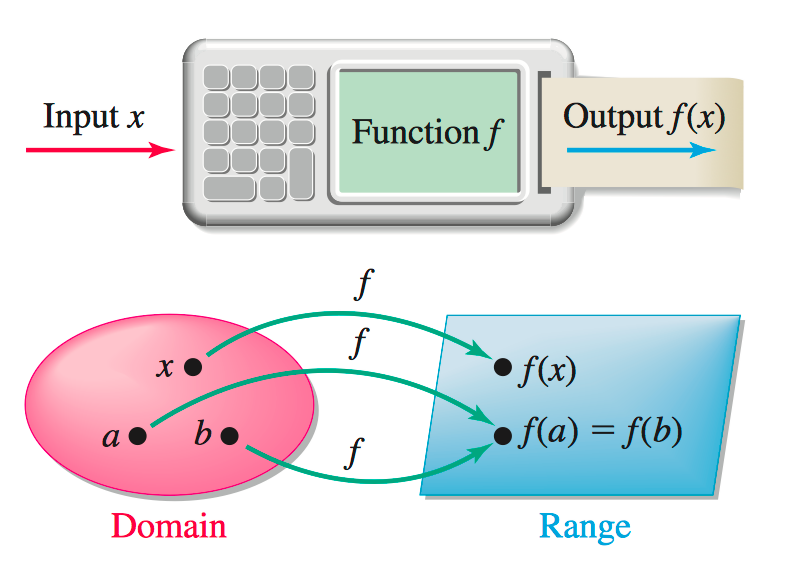 Input x
Function f
Output f(x)
f
f
x
f(x)
a
b
f(a) = f(b)
f
Domain
Range